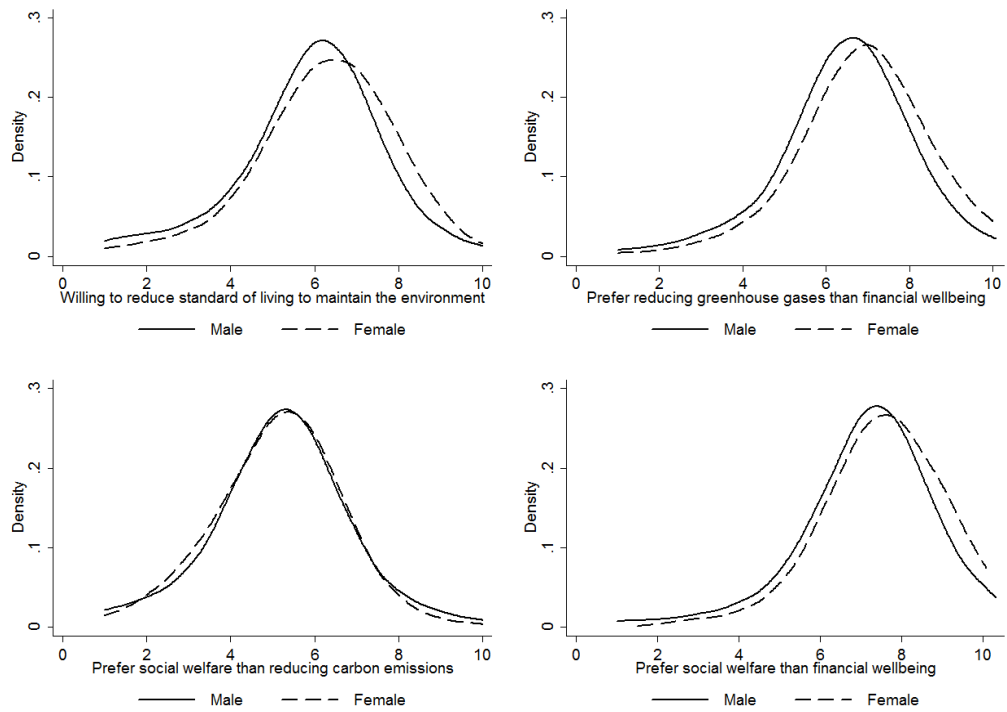 .3
.2
.1
0
Density
0 2 4 6 8 10
Willing to reduce standard of living to maintain the environment
Male Female
.3
.2
.1
0
Density
0 2 4 6 8 10
Prefer reducing greenhouse gases than financial wellbeing
Male Female
.3
.2
.1
0
Density
0 2 4 6 8 10
Prefer social welfare than reducing carbon emissions
Male Female
.3
.2
.1
0
Density
0 2 4 6 8 10
Prefer social welfare than financial wellbeing
Male Female